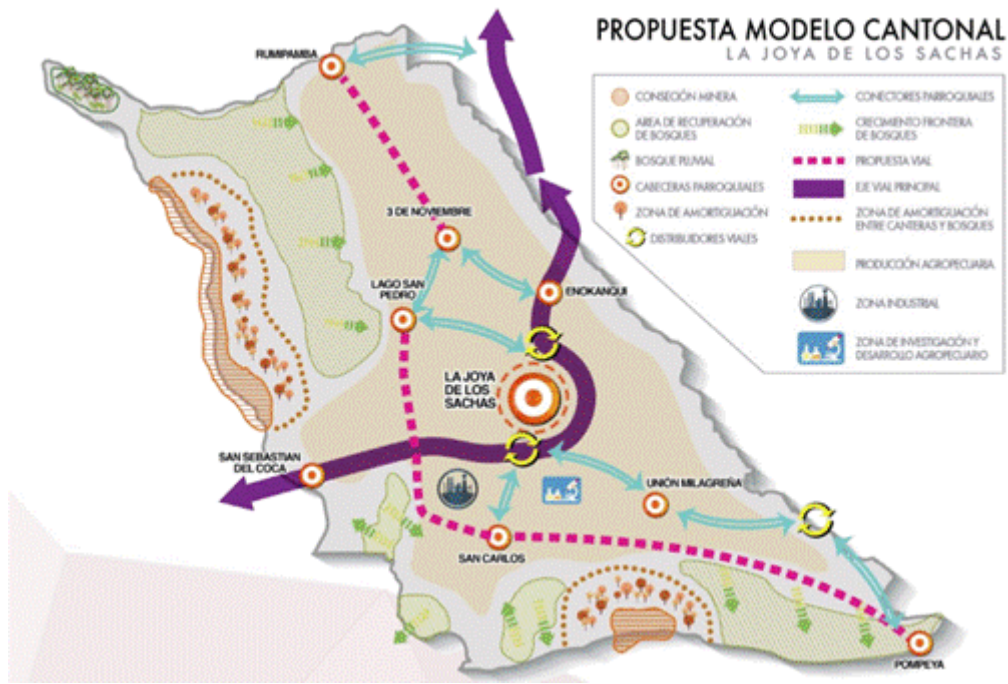 PROPUESTA MODELO CANTONAL
LA JOYA DE LOS SACHAS
CONSECIÓN MINERA
AREA DE RECUPERACIÓN
DE BOSQUES
BOSQUE PLUVIAL
CABECERAS PARROQUIALES
ZONA DE AMORTIGUACIÓN
DISTRIBUIDORES VIALES
CONECTORES PARROQUIALES
CRECIMIENTO FRONTERA
DE BOSQUES
PROPUESTA VIAL
EJE VIAL PRINCIPAL
ZONA DE AMORTIGUACIÓN
ENTRE CANTERAS Y BOSQUES
PRODUCCIÓN AGROPECUARIA
ZONA INDUSTRIAL
ZONA DE INVESTIGACIÓN Y
DESARROLLO AGROPECUARIO
RUMIPAMBA
3 DE NOVIEMBRE
LAGO SAN
PEDRO
ENOKANQUI
LA JOYA
DE LOS
SACHAS
SAN SEBASTIAN
DEL COCA
UNIÓN MILAGREÑA
SAN CARLOS
POMPEYA